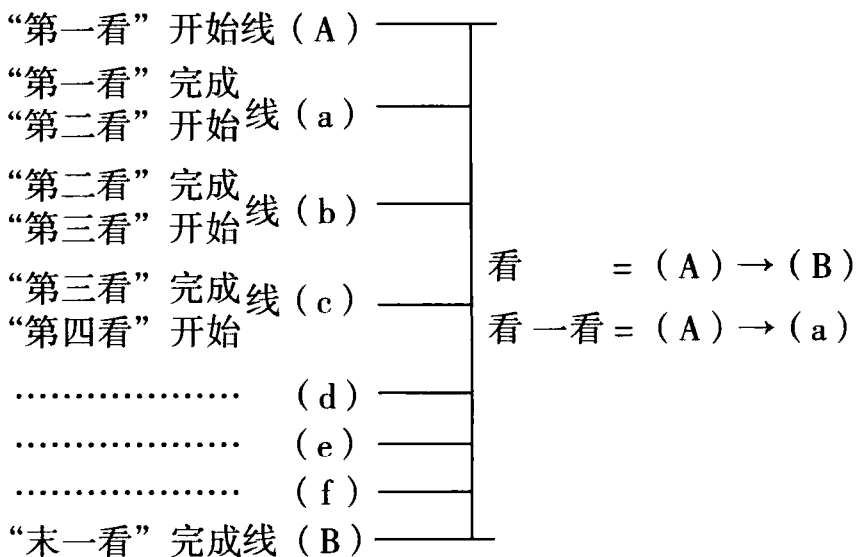 “第一看”开始线（A）
“第一看”完成
“第二看”开始线（a）
“第二看”完成
“第三看”开始线（b）
“第三看”完成
“第四看”开始线（c）
…………………（d）
…………………（e）
…………………（f）
“末一看”完成线（B）
看 =（A）→（B）
看一看=（A）→（a）